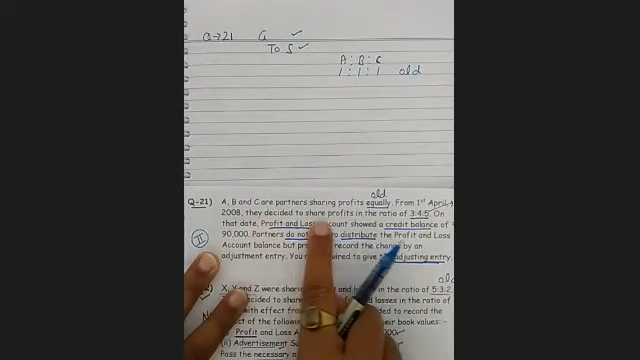 Q→21 G ✓
To S ✓
A : B : C
1 : 1 : 1 old
old
Q-21) A, B and C are partners sharing profits equally. From 1st April,
2008, they decided to share profits in the ratio of 3:4:5. On
that date, Profit and Loss Account showed a credit balance of
90,000. Partners do not to distribute the Profit and Loss
II
Account balance but record the change by an
adjustment entry. You required to give adjusting entry.
old
X, Y and Z were sharing and in the ratio of 5:3:2
decided to share and losses in the ratio of
with effect from decided to record the
of the following their book values:-
(i) Profit and Loss
(ii) Advertisement
Pass the necessary